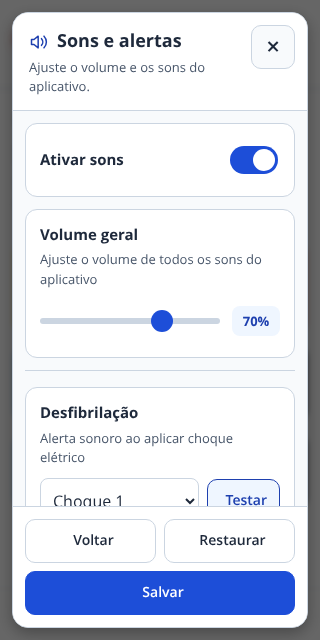 Sons e alertas
Ajuste o volume e os sons do
aplicativo.
Ativar sons
Volume geral
Ajuste o volume de todos os sons do
aplicativo
70%
Desfibrilação
Alerta sonoro ao aplicar choque
elétrico
Choque 1
Testar
Voltar
Restaurar
Salvar